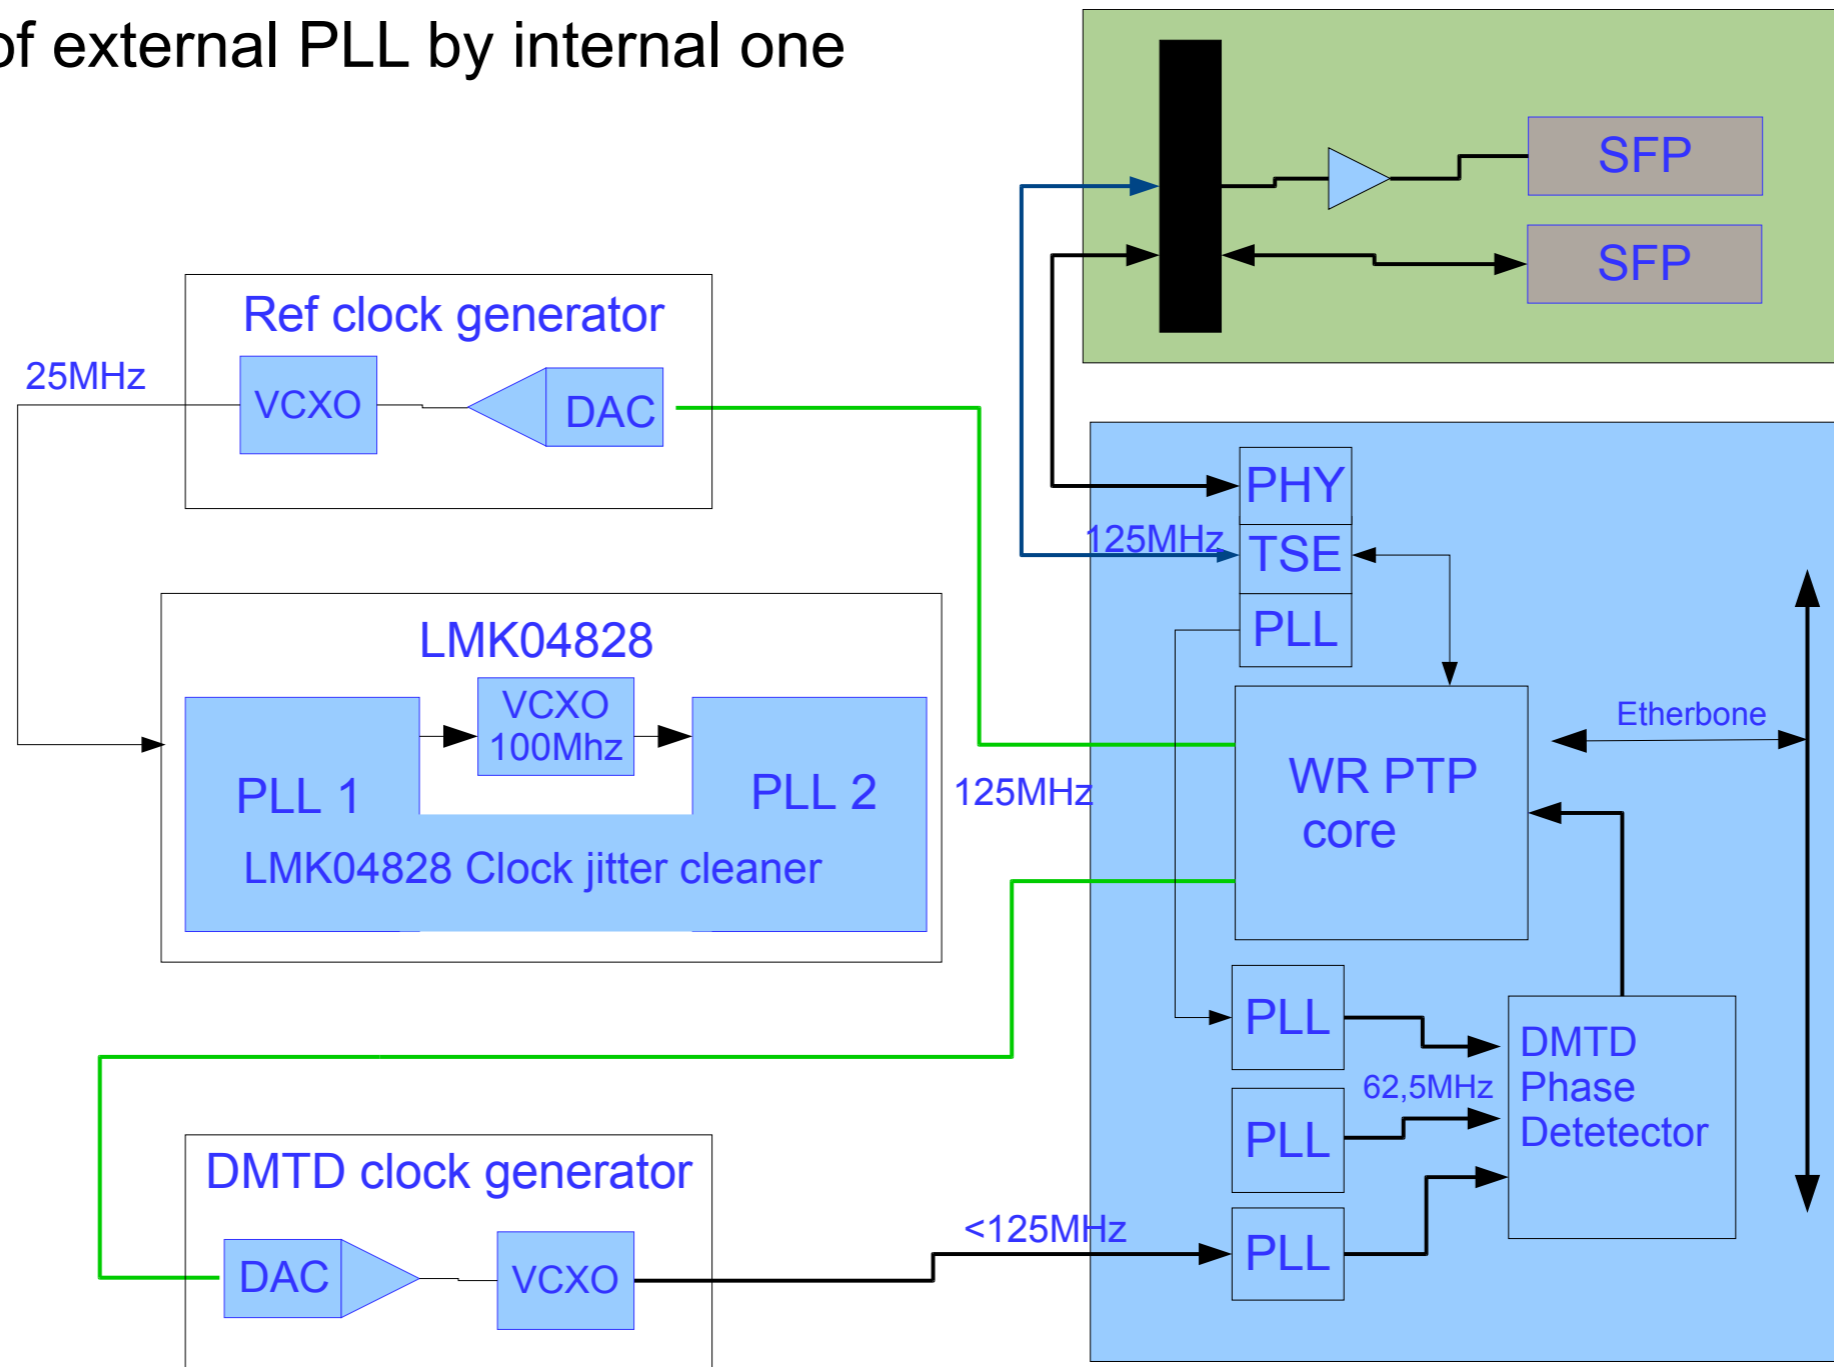 of external PLL by internal one
SFP
SFP
Ref clock generator
25MHz
VCXO
DAC
PHY
125MHz
TSE
PLL
LMK04828
VCXO
100Mhz
PLL 1
PLL 2
LMK04828 Clock jitter cleaner
125MHz
WR PTP
core
Etherbone
PLL
DMTD
Phase
Detetector
62,5MHz
PLL
DMTD clock generator
<125MHz
PLL
DAC
VCXO